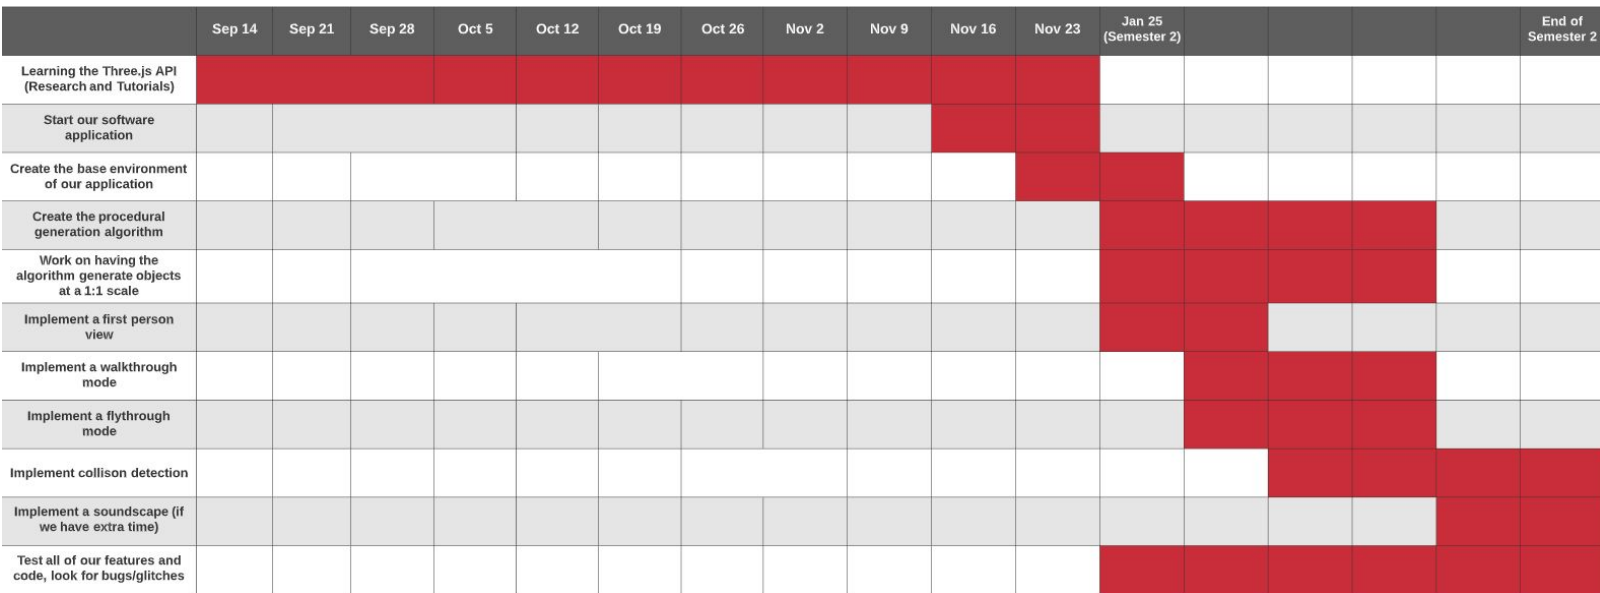 Sep 14 Sep 21 Sep 28 Oct 5 Oct 12 Oct 19 Oct 26 Nov 2 Nov 9 Nov 16 Nov 23 Jan 25 End of
(Semester 2) Semester 2
Learning the Three.js API
(Research and Tutorials)
Start our software
application
Create the base environment
of our application
Create the procedural
generation algorithm
Work on having the
algorithm generate objects
at a 1:1 scale
Implement a first person
view
Implement a walkthrough
mode
Implement a flythrough
mode
Implement collison detection
Implement a soundscape (if
we have extra time)
Test all of our features and
code, look for bugs/glitches